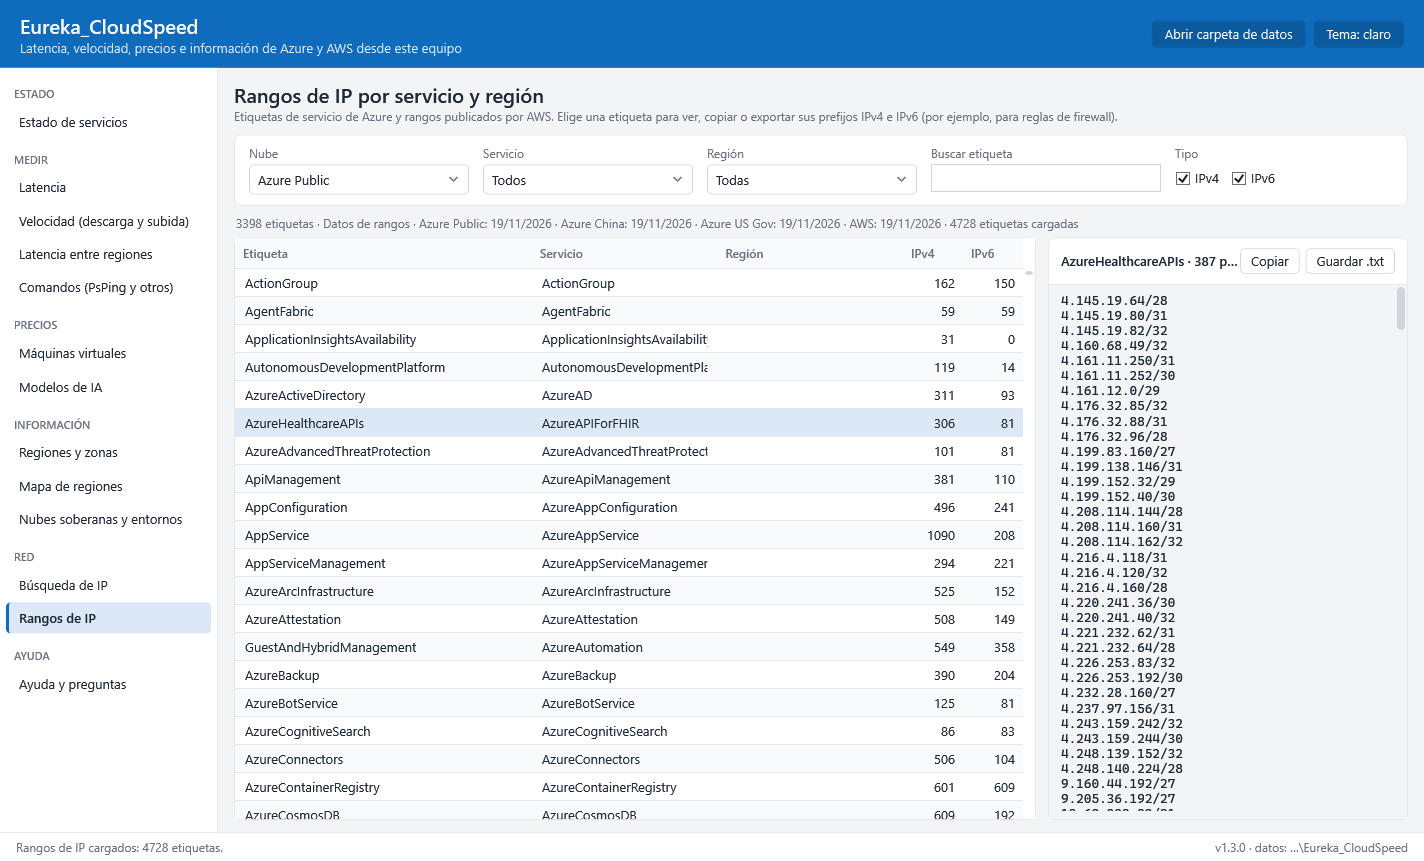 Eureka_CloudSpeed
Latencia, velocidad, precios e información de Azure y AWS desde este equipo
Abrir carpeta de datos
Tema: claro
ESTADO
Estado de servicios
MEDIR
Latencia
Velocidad (descarga y subida)
Latencia entre regiones
Comandos (PsPing y otros)
PRECIOS
Máquinas virtuales
Modelos de IA
INFORMACIÓN
Regiones y zonas
Mapa de regiones
Nubes soberanas y entornos
RED
Búsqueda de IP
Rangos de IP
AYUDA
Ayuda y preguntas
Rangos de IP por servicio y región
Etiquetas de servicio de Azure y rangos publicados por AWS. Elige una etiqueta para ver, copiar o exportar sus prefijos IPv4 e IPv6 (por ejemplo, para reglas de firewall).
Nube Servicio Región Buscar etiqueta Tipo
Azure Public Todos Todas IPv4 IPv6
3398 etiquetas · Datos de rangos · Azure Public: 19/11/2026 · Azure China: 19/11/2026 · Azure US Gov: 19/11/2026 · AWS: 19/11/2026 · 4728 etiquetas cargadas
Etiqueta Servicio Región IPv4 IPv6
ActionGroup ActionGroup 162 150
AgentFabric AgentFabric 59 59
ApplicationInsightsAvailability ApplicationInsightsAvailability 31 0
AutonomousDevelopmentPlatform AutonomousDevelopmentPla 119 14
AzureActiveDirectory AzureAD 311 93
AzureHealthcareAPIs AzureAPIForFHIR 306 81
AzureAdvancedThreatProtection AzureAdvancedThreatProtect 101 81
ApiManagement AzureApiManagement 381 110
AppConfiguration AzureAppConfiguration 496 241
AppService AzureAppService 1090 208
AppServiceManagement AzureAppServiceManagemer 294 221
AzureArcInfrastructure AzureArcInfrastructure 525 152
AzureAttestation AzureAttestation 508 149
GuestAndHybridManagement AzureAutomation 549 358
AzureBackup AzureBackup 390 204
AzureBotService AzureBotService 125 81
AzureCognitiveSearch AzureCognitiveSearch 86 83
AzureConnectors AzureConnectors 506 104
AzureContainerRegistry AzureContainerRegistry 601 609
AzureCosmosDB AzureCosmosDB 609 192
AzureHealthcareAPIs · 387 p... Copiar Guardar .txt
4.145.19.64/28
4.145.19.80/31
4.145.19.82/32
4.160.68.49/32
4.161.11.250/31
4.161.11.252/30
4.161.12.0/29
4.176.32.85/32
4.176.32.88/31
4.176.32.96/28
4.199.83.160/27
4.199.138.146/31
4.199.152.32/29
4.199.152.40/30
4.208.114.144/28
4.208.114.160/31
4.208.114.162/32
4.216.4.118/31
4.216.4.120/32
4.216.4.160/28
4.220.241.36/30
4.220.241.40/32
4.221.232.62/31
4.221.232.64/28
4.226.253.83/32
4.226.253.192/30
4.232.28.160/27
4.237.97.156/31
4.243.159.242/32
4.243.159.244/30
4.248.139.152/32
4.248.140.224/28
9.160.44.192/27
9.205.36.192/27
Rangos de IP cargados: 4728 etiquetas.
v1.3.0 · datos: ...\Eureka_CloudSpeed